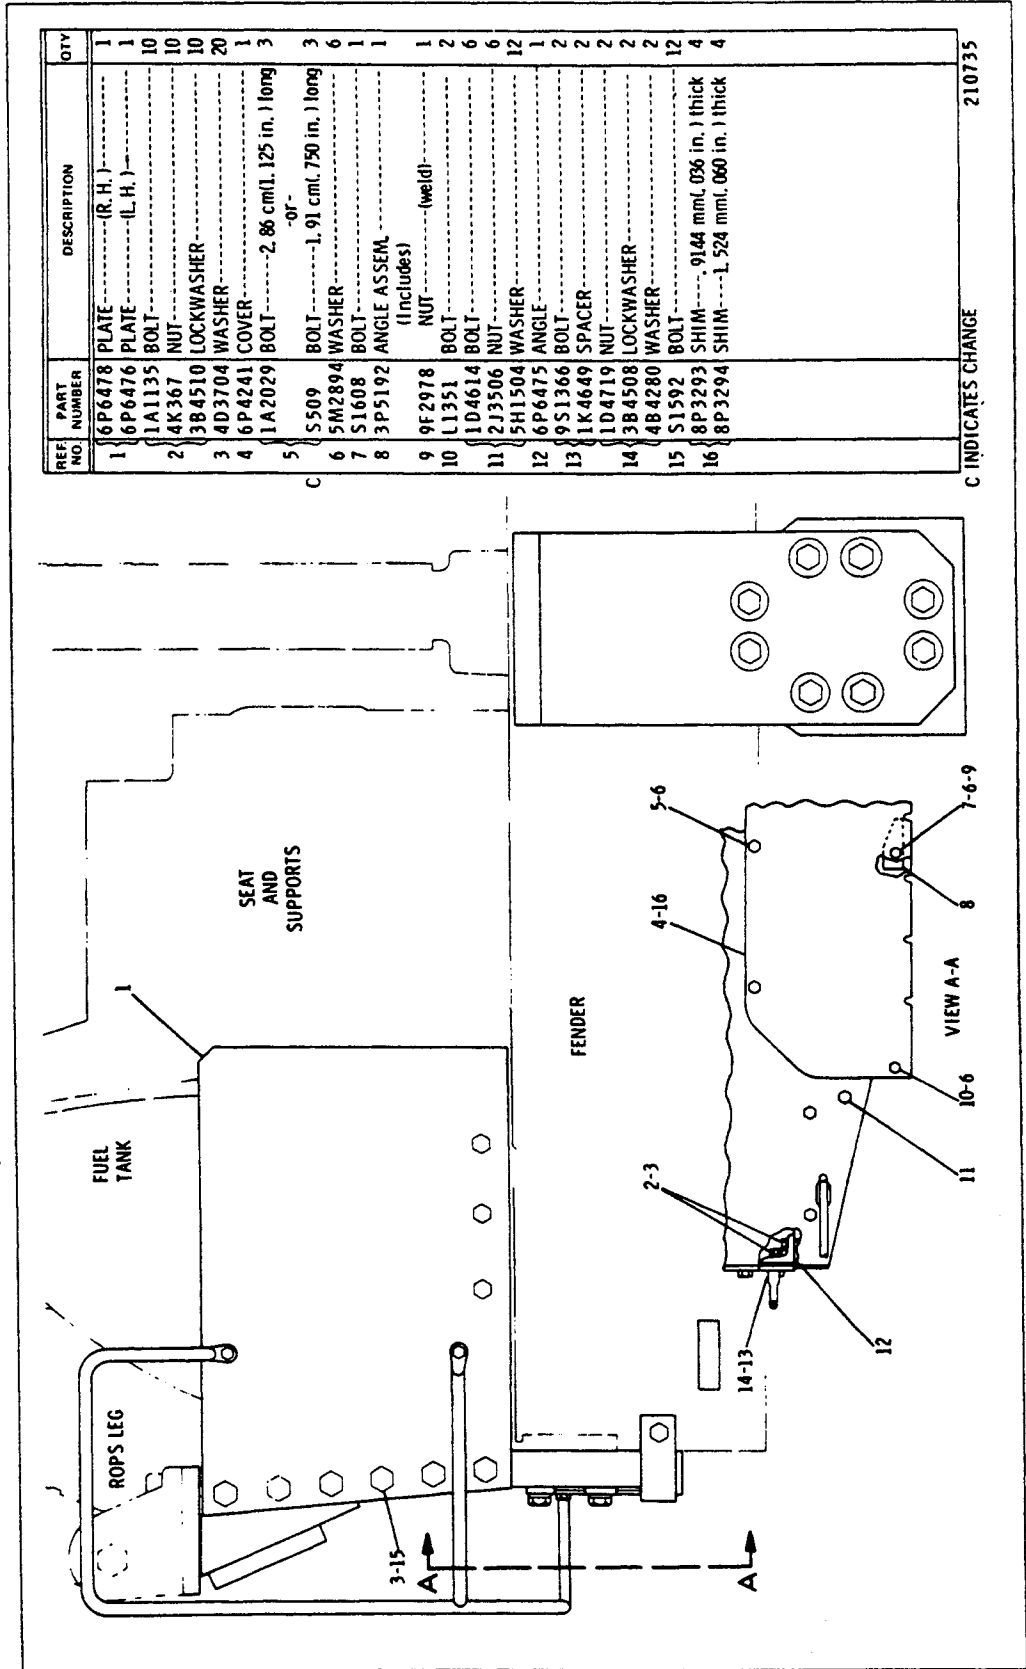 REF. NO. PART NUMBER DESCRIPTION QTY
1 6P6478 PLATE--------(R. H. )-------- 1
6P6476 PLATE--------(L. H. )-------- 1
1A1135 BOLT-------- 10
2 4K367 NUT-------- 10
3B4510 LOCKWASHER-------- 10
3 4D3704 WASHER-------- 20
4 6P4241 COVER-------- 1
1A2029 BOLT------2. 86 cm(1. 125 in. ) long 3
5 -or-
C S509 BOLT-------1. 91 cm(. 750 in. ) long 3
6 5M2894 WASHER-------- 6
7 S1608 BOLT-------- 1
8 3P5192 ANGLE ASSEM. -------- 1
(Includes)
9 9F2978 NUT--------(weld)-------- 1
10 L1351 BOLT-------- 2
1D4614 BOLT-------- 6
11 2J3506 NUT-------- 6
5H1504 WASHER-------- 12
12 6P6475 ANGLE-------- 1
9S1366 BOLT-------- 2
13 1K4649 SPACER-------- 2
1D4719 NUT-------- 2
14 3B4508 LOCKWASHER-------- 2
4B4280 WASHER-------- 2
15 S1592 BOLT-------- 12
8P3293 SHIM----. 9144 mm(. 036 in. ) thick 4
16 8P3294 SHIM----1. 524 mm(. 060 in. ) thick 4
C INDICATES CHANGE 210735
FUEL
TANK
1
SEAT
AND
SUPPORTS
ROPS LEG
3-15
A
A
FENDER
2-3
4-16
5-6
14-13
12
11
10-6
8
7-6-9
VIEW A-A